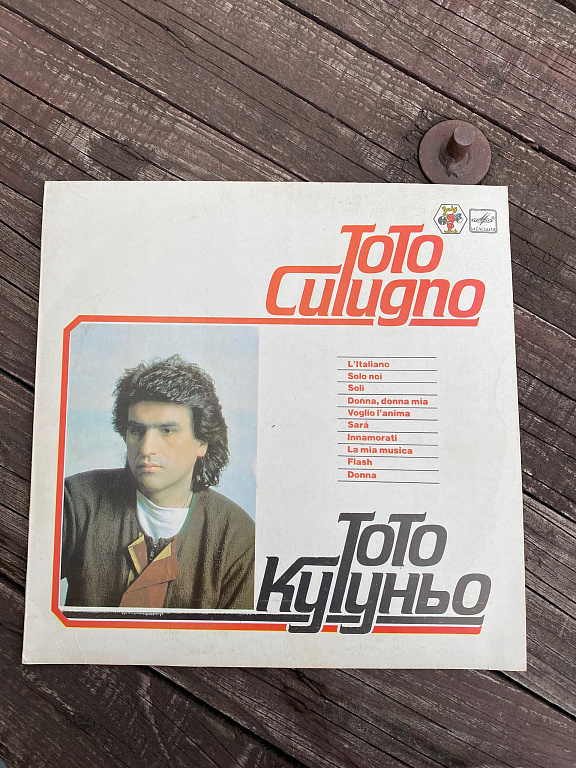 МЕЛОДИЯ
Toto
Cutugno
L'Italiano
Solo noi
Soli
Donna, donna mia
Voglio l'anima
Sarà
Innamorati
La mia musica
Flash
Donna
Тото
Кутуньо